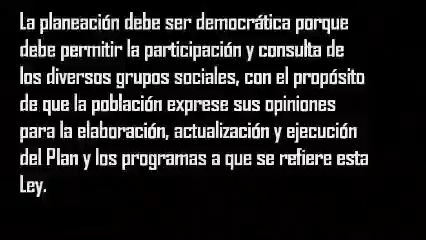 La planeación debe ser democrática porque
debe permitir la participación y consulta de
los diversos grupos sociales, con el propósito
de que la población exprese sus opiniones
para la elaboración, actualización y ejecución
del Plan y los programas a que se refiere esta
Ley.